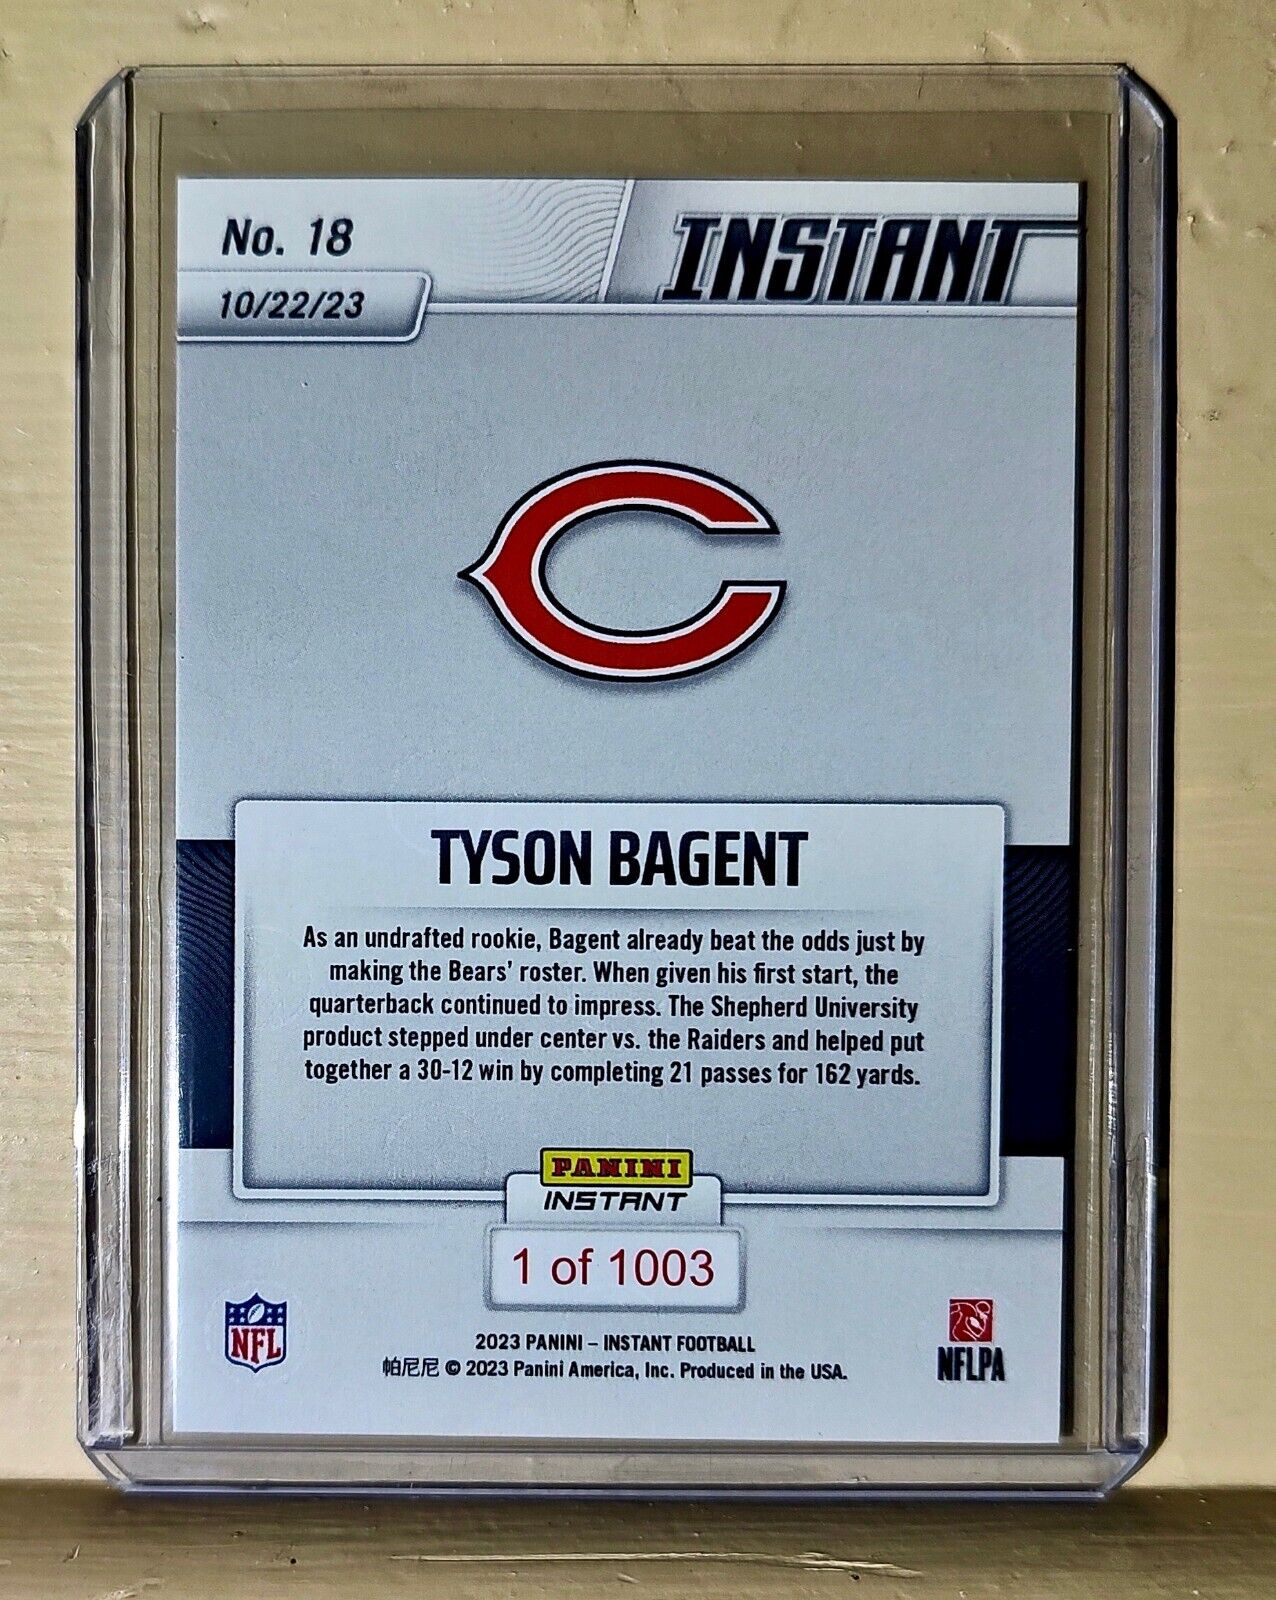 No. 18
INSTANT
10/22/23
TYSON BAGENT
As an undrafted rookie, Bagent already beat the odds just by
making the Bears' roster. When given his first start, the
quarterback continued to impress. The Shepherd University
product stepped under center vs. the Raiders and helped put
together a 30-12 win by completing 21 passes for 162 yards.
PANINI
INSTANT
1 of 1003
NFL
NFLPA
2023 PANINI – INSTANT FOOTBALL
帕尼尼 © 2023 Panini America, Inc. Produced in the USA.